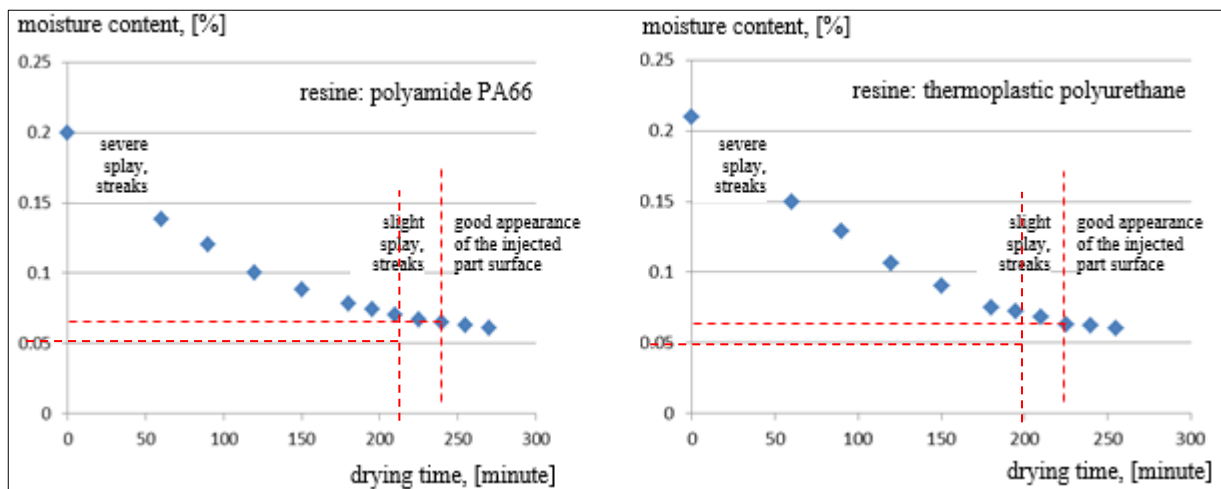 moisture content, [%]
0.25
resine: polyamide PA66
0.2
severe
splay,
streaks
0.15
slight
splay,
streaks
good appearance
of the injected
part surface
0.1
0.05
0
0 50 100 150 200 250 300
drying time, [minute]
moisture content, [%]
0.25
resine: thermoplastic polyurethane
0.2
severe
splay,
streaks
0.15
slight
splay,
streaks
good appearance
of the injected
part surface
0.1
0.05
0
0 50 100 150 200 250 300
drying time, [minute]